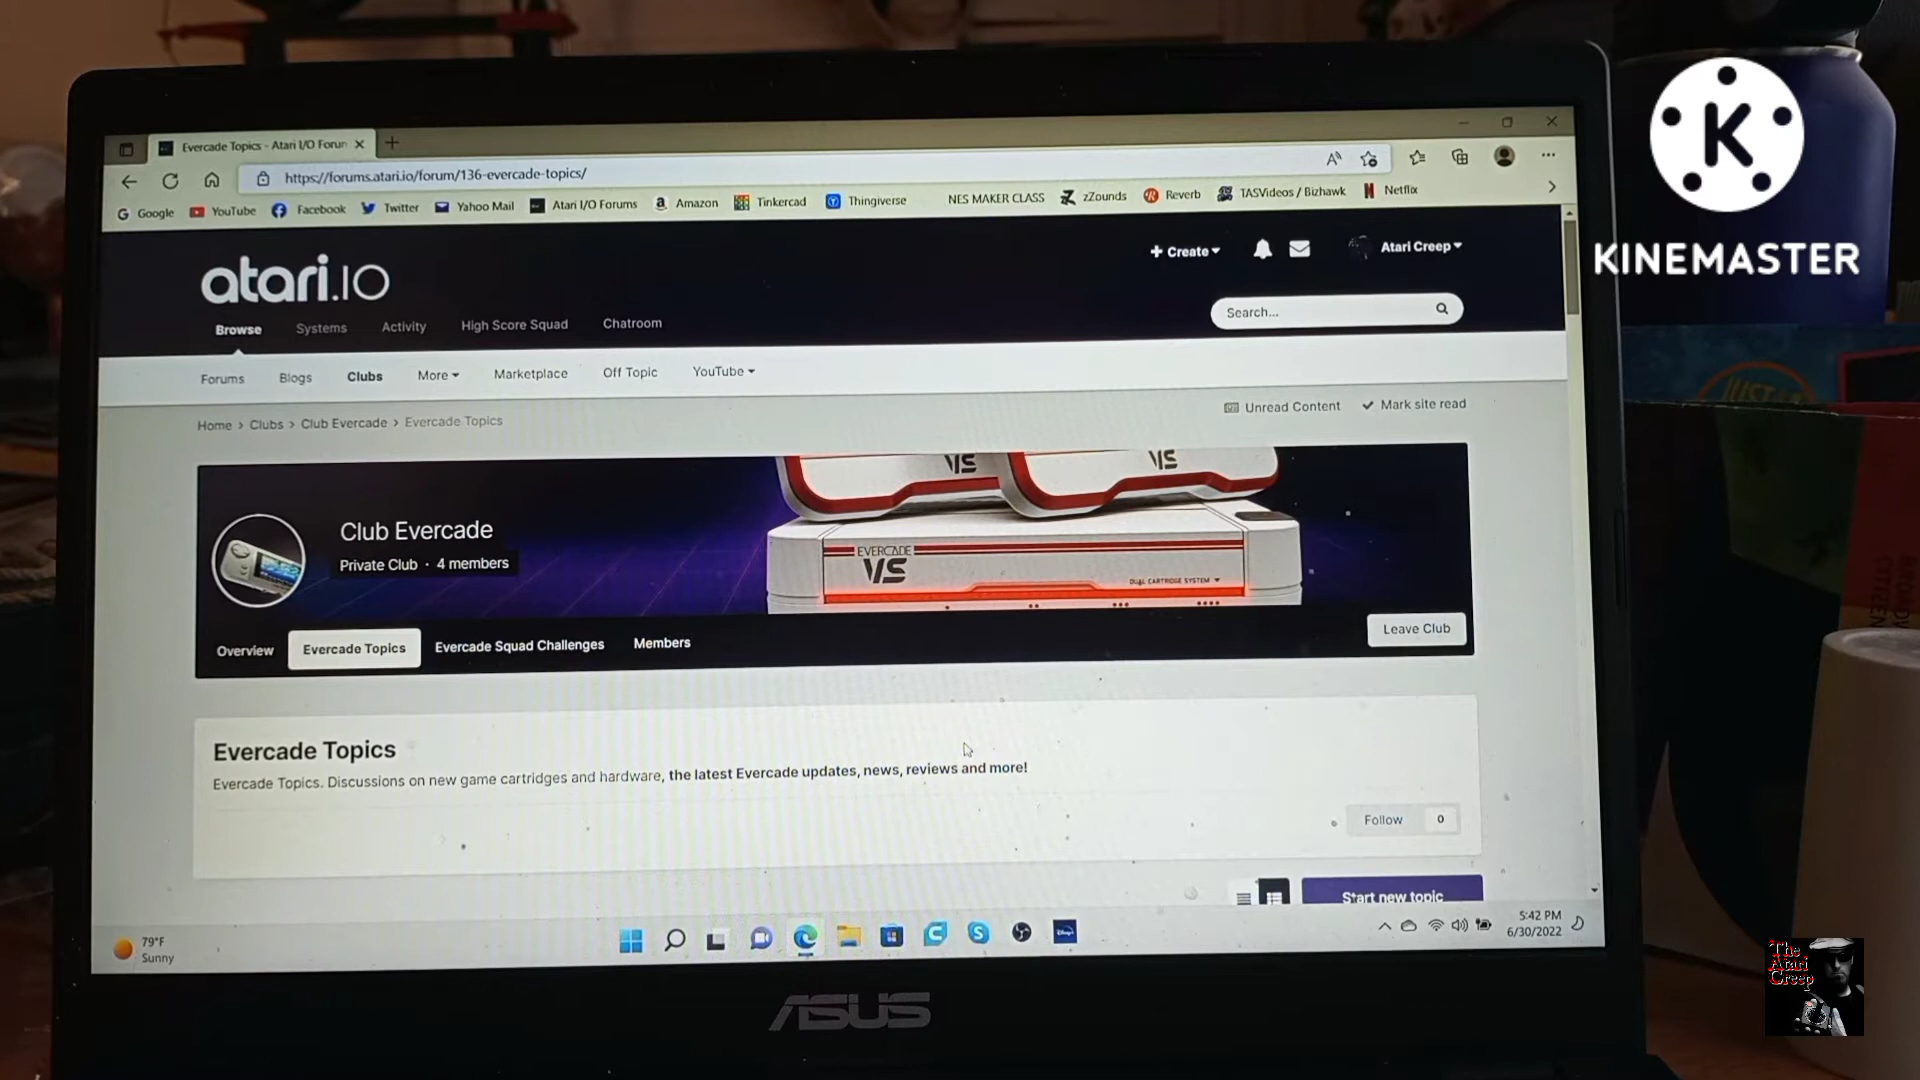 Evercade Topics - Atari I/O Forun
https://forums.atari.io/forum/136-evercade-topics/
Google YouTube Facebook Twitter Yahoo Mail Atari I/O Forums Amazon Tinkercad Thingiverse NES MAKER CLASS zZounds Reverb TASVideos / Bizhawk Netflix
K
KINEMASTER
atari.IO
+ Create
Atari Creep
Search...
Browse Systems Activity High Score Squad Chatroom
Forums Blogs Clubs More Marketplace Off Topic YouTube
Home > Clubs > Club Evercade > Evercade Topics
Unread Content Mark site read
VS VS
EVERCADE
VS
DUAL CARTRIDGE SYSTEM
Club Evercade
Private Club · 4 members
Overview Evercade Topics Evercade Squad Challenges Members
Leave Club
Evercade Topics
Evercade Topics. Discussions on new game cartridges and hardware, the latest Evercade updates, news, reviews and more!
Follow 0
Start new topic
79°F
Sunny
5:42 PM
6/30/2022
ASUS
The
Atari
Creep